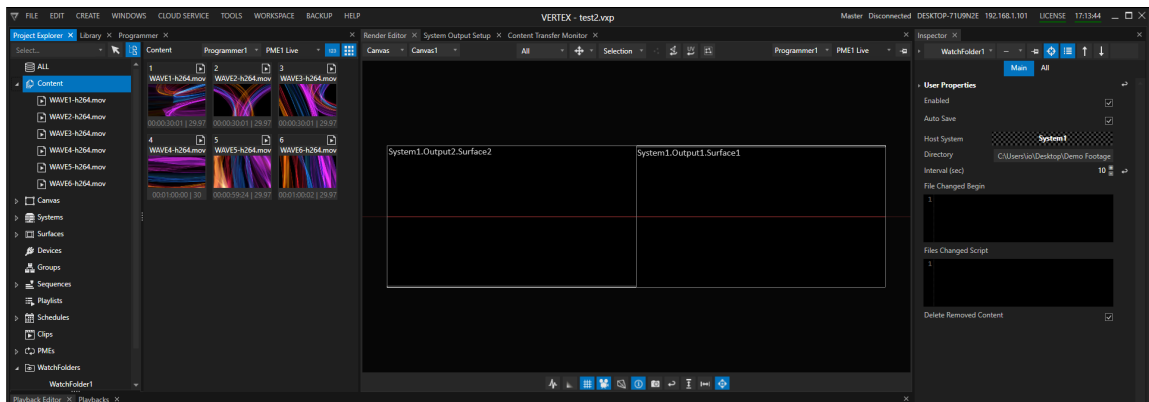 FILE EDIT CREATE WINDOWS CLOUD SERVICE TOOLS WORKSPACE BACKUP HELP VERTEX - test2.vxp Master Disconnected DESKTOP-71U9N2E 192.168.1.101 LICENSE 17:13:44
Project Explorer Library Programmer
Select...
ALL
Content
WAVE1-h264.mov
WAVE2-h264.mov
WAVE3-h264.mov
WAVE4-h264.mov
WAVE5-h264.mov
WAVE6-h264.mov
Canvas
Systems
Surfaces
Devices
Groups
Sequences
Playlists
Schedules
Clips
PMEs
WatchFolders
WatchFolder1
Content Programmer1 PME1 Live 123
1 2 3
WAVE1-h264.mov WAVE2-h264.mov WAVE3-h264.mov
00:00:30:01 | 29.97 00:00:30:01 | 29.97 00:00:30:01 | 29.97
4 5 6
WAVE4-h264.mov WAVE5-h264.mov WAVE6-h264.mov
00:01:00:00 | 30 00:00:59:24 | 29.97 00:01:00:02 | 29.97
Render Editor System Output Setup Content Transfer Monitor
Canvas Canvas1 All Selection UV Programmer1 PME1 Live
System1.Output2.Surface2 System1.Output1.Surface1
Inspector
WatchFolder1
Main All
User Properties
Enabled
Auto Save
Host System System1
Directory C:\Users\io\Desktop\Demo Footage
Interval (sec) 10
File Changed Begin
1
Files Changed Script
1
Delete Removed Content
Playback Editor Playbacks